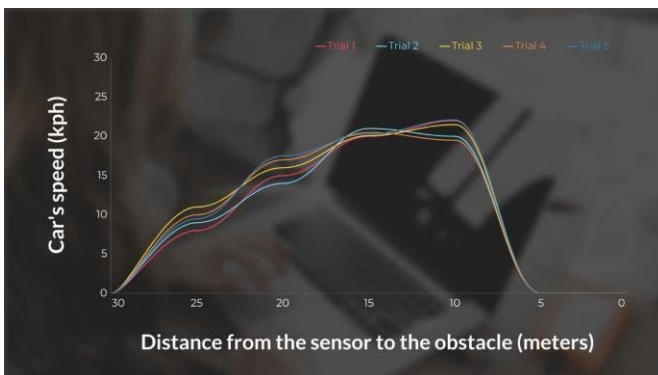 Trial 1 Trial 2 Trial 3 Trial 4 Trial 5
30
25
20
15
10
5
0
Car's speed (kph)
30 25 20 15 10 5 0
Distance from the sensor to the obstacle (meters)